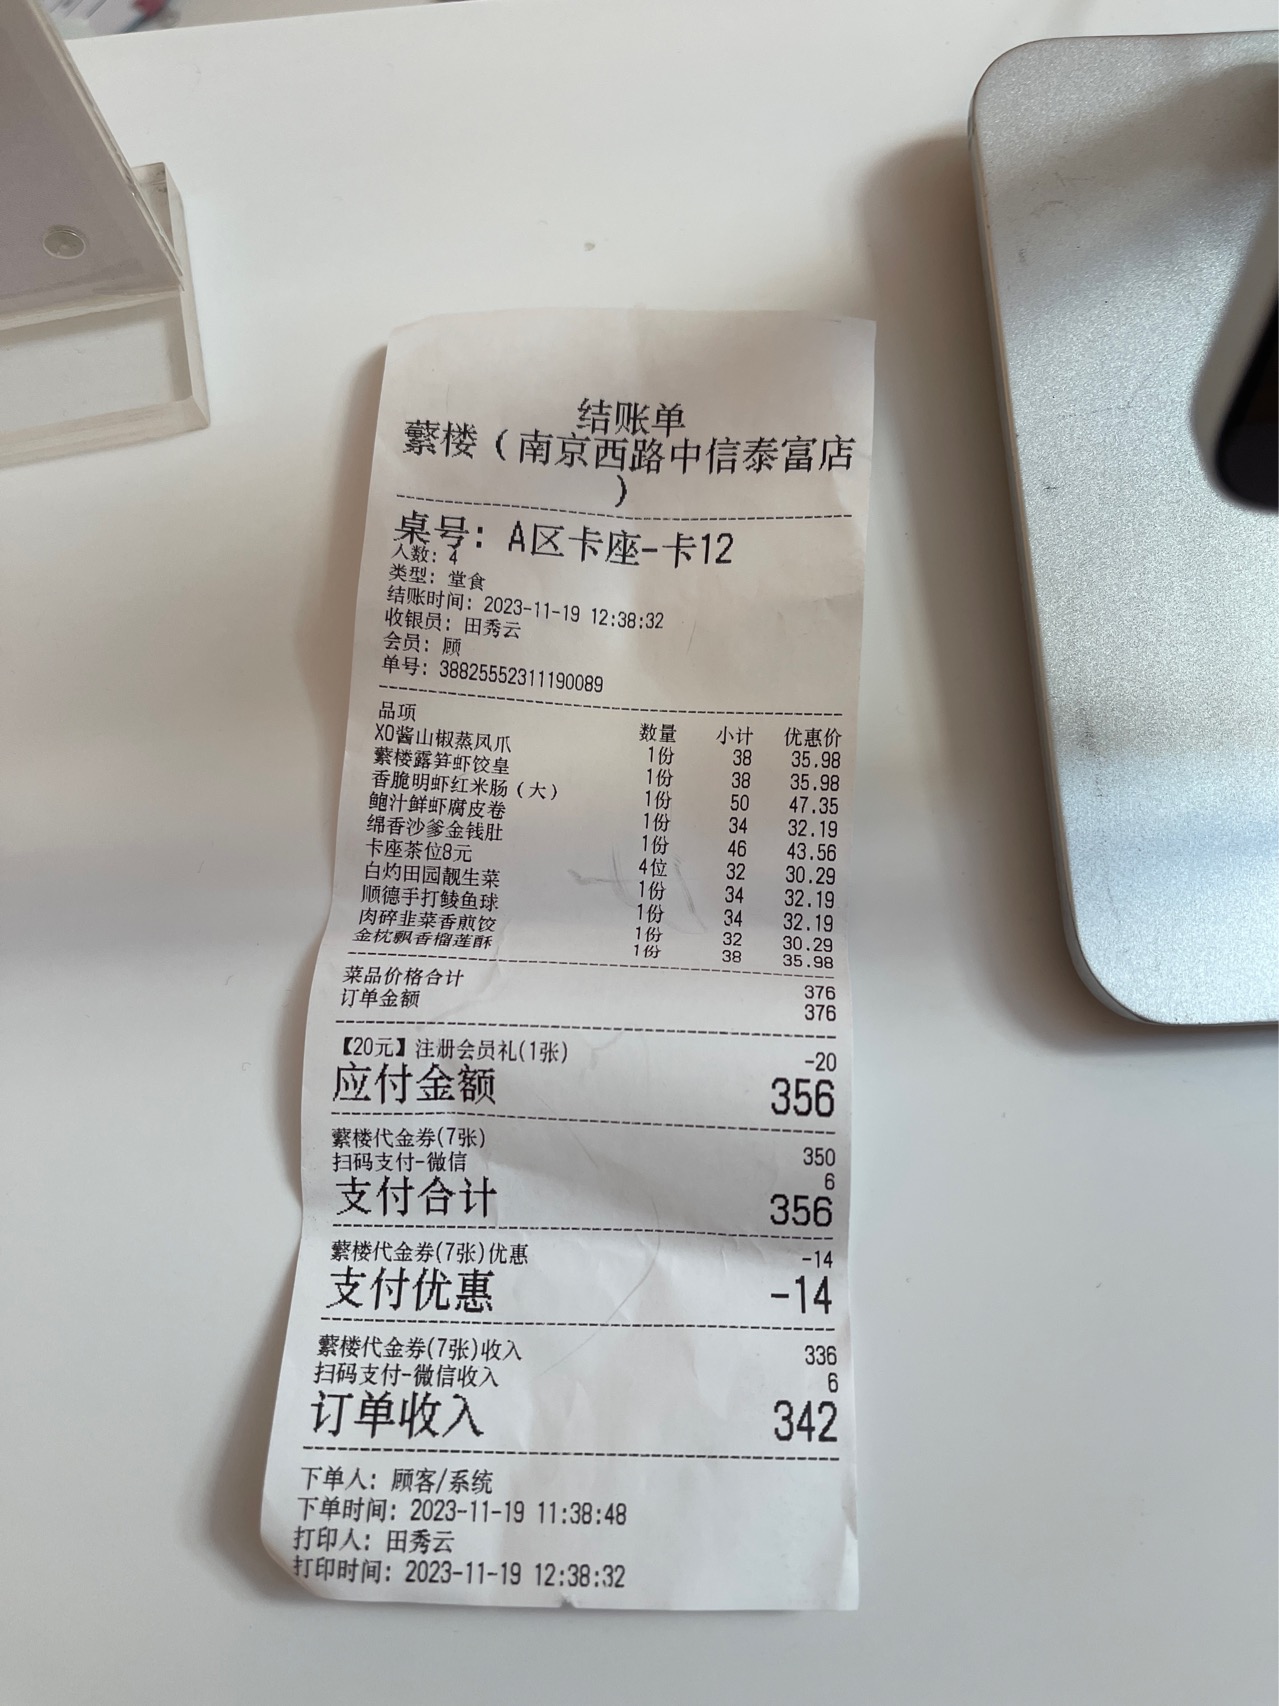 结账单
蘩楼（南京西路中信泰富店
）
桌号：A区卡座-卡12
人数：4
类型：堂食
结账时间：2023-11-19 12:38:32
收银员：田秀云
会员：顾
单号：38825552311190089
品项 数量 小计 优惠价
XO酱山椒蒸凤爪 1份 38 35.98
蘩楼露笋虾饺皇 1份 38 35.98
香脆明虾红米肠（大） 1份 50 47.35
鲍汁鲜虾腐皮卷 1份 34 32.19
绵香沙爹金钱肚 1份 46 43.56
卡座茶位8元 4位 32 30.29
白灼田园靓生菜 1份 34 32.19
顺德手打鲮鱼球 1份 34 32.19
肉碎韭菜香煎饺 1份 32 30.29
金枕飘香榴莲酥 1份 38 35.98
菜品价格合计 376
订单金额 376
【20元】注册会员礼(1张) -20
应付金额 356
蘩楼代金券(7张) 350
扫码支付-微信 6
支付合计 356
蘩楼代金券(7张)优惠 -14
支付优惠 -14
蘩楼代金券(7张)收入 336
扫码支付-微信收入 6
订单收入 342
下单人：顾客/系统
下单时间：2023-11-19 11:38:48
打印人：田秀云
打印时间：2023-11-19 12:38:32